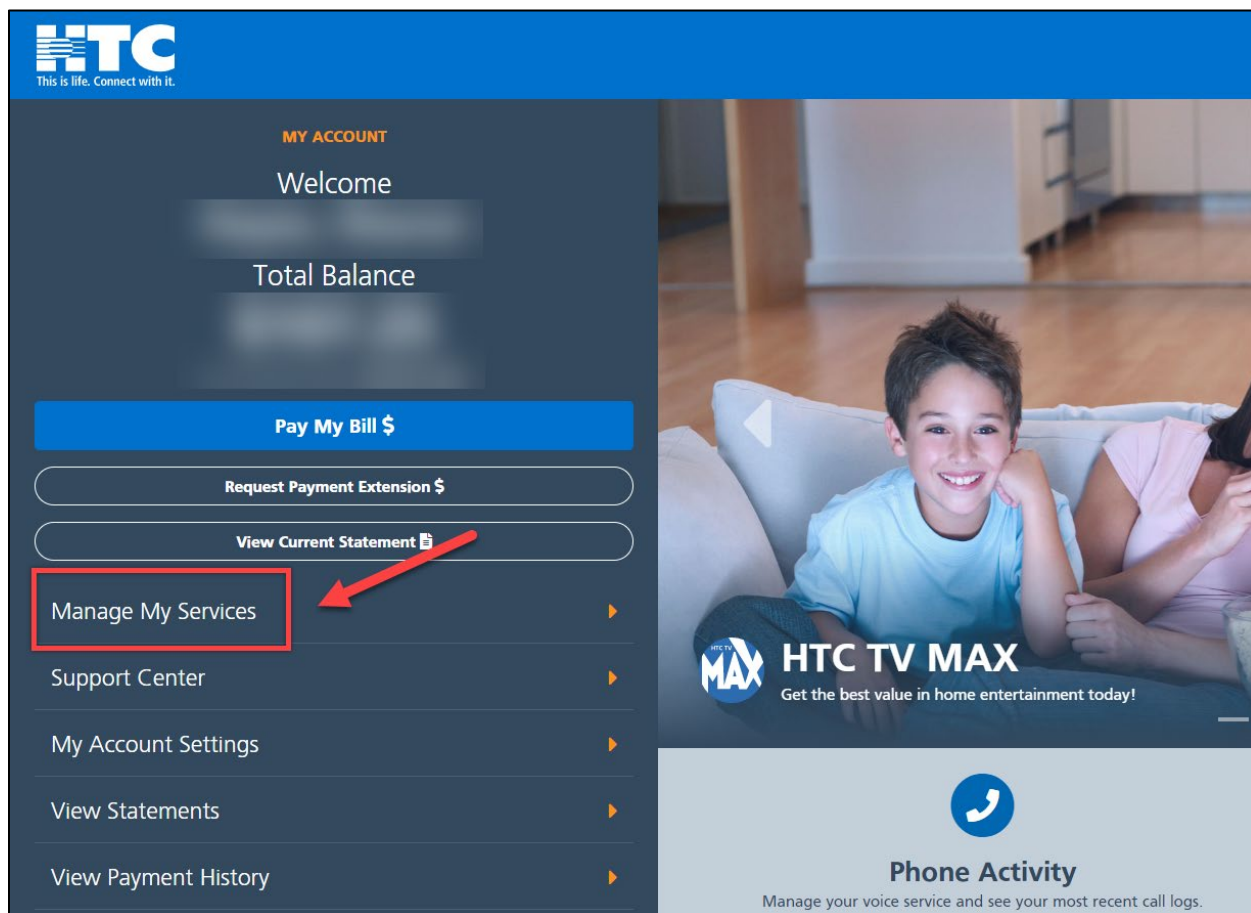 HTC
This is life. Connect with it.
MY ACCOUNT
Welcome
Total Balance
Pay My Bill $
Request Payment Extension $
View Current Statement
Manage My Services
Support Center
My Account Settings
View Statements
View Payment History
HTC TV
MAX
HTC TV MAX
Get the best value in home entertainment today!
Phone Activity
Manage your voice service and see your most recent call logs.